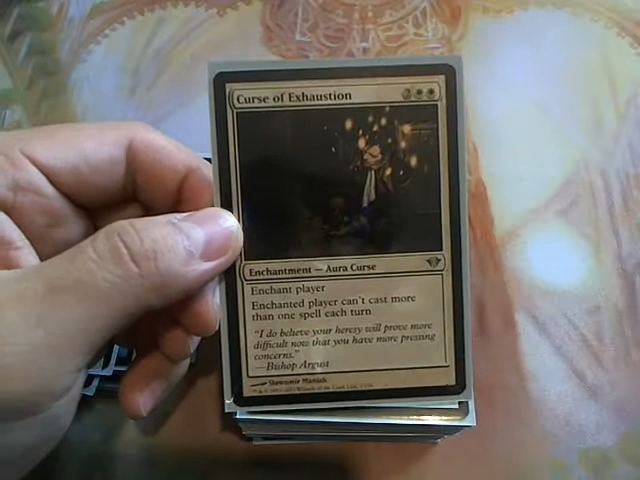 Curse of Exhaustion
Enchantment — Aura Curse
Enchant player
Enchanted player can't cast more
than one spell each turn
"I do believe your heresy will prove more
difficult now that you have more pressing
concerns."
—Bishop Argust
Slawomir Maniak